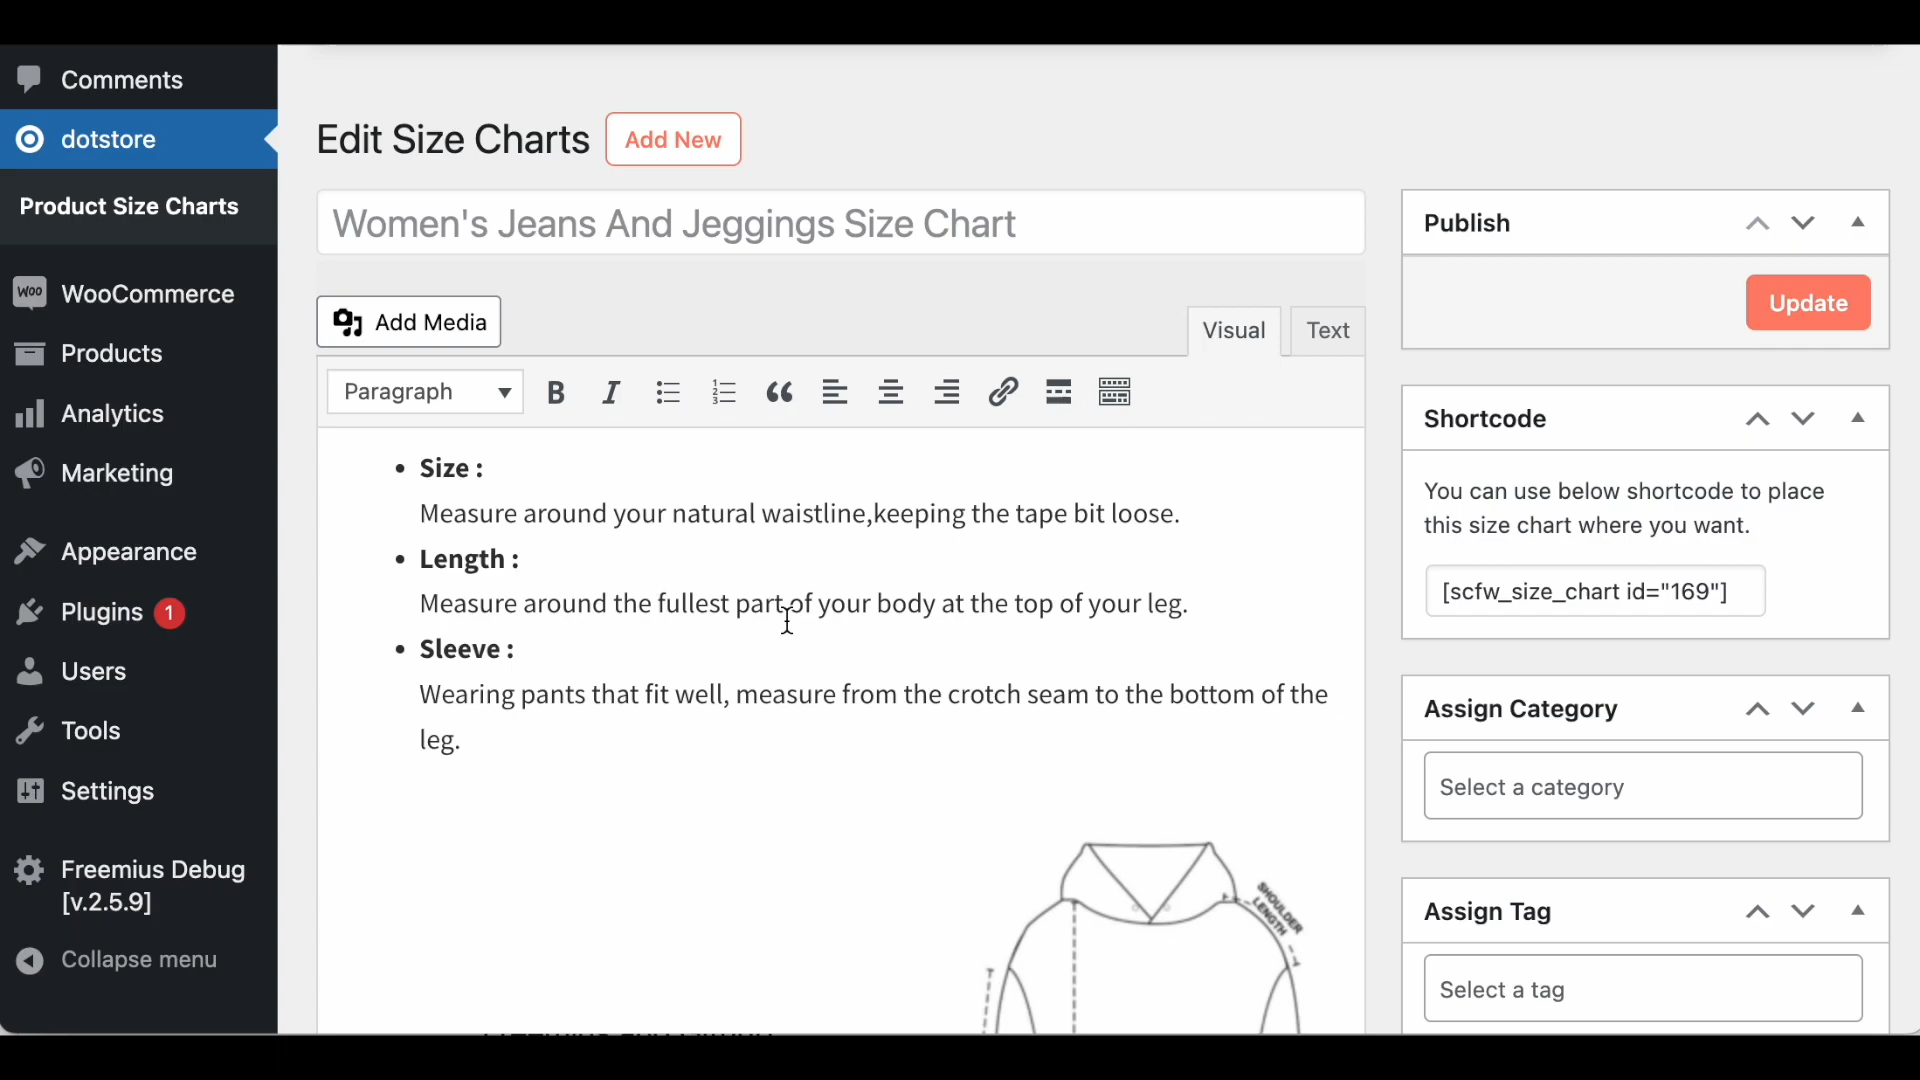 Comments
dotstore
Product Size Charts
WooCommerce
Products
Analytics
Marketing
Appearance
Plugins 1
Users
Tools
Settings
Freemius Debug
[v.2.5.9]
Collapse menu
Edit Size Charts
Add New
Women's Jeans And Jeggings Size Chart
Add Media
Visual
Text
Paragraph
Size :
Measure around your natural waistline,keeping the tape bit loose.
Length :
Measure around the fullest part of your body at the top of your leg.
Sleeve :
Wearing pants that fit well, measure from the crotch seam to the bottom of the
leg.
SHOULDER
LENGTH
Publish
Update
Shortcode
You can use below shortcode to place
this size chart where you want.
[scfw_size_chart id="169"]
Assign Category
Select a category
Assign Tag
Select a tag